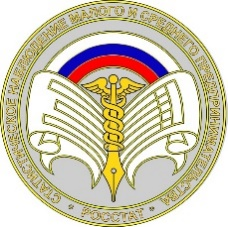 СТАТИСТИЧЕСКОЕ НАБЛЮДЕНИЕ МАЛОГО И СРЕДНЕГО ПРЕДПРИНИМАТЕЛЬСТВА
РОССТАТ